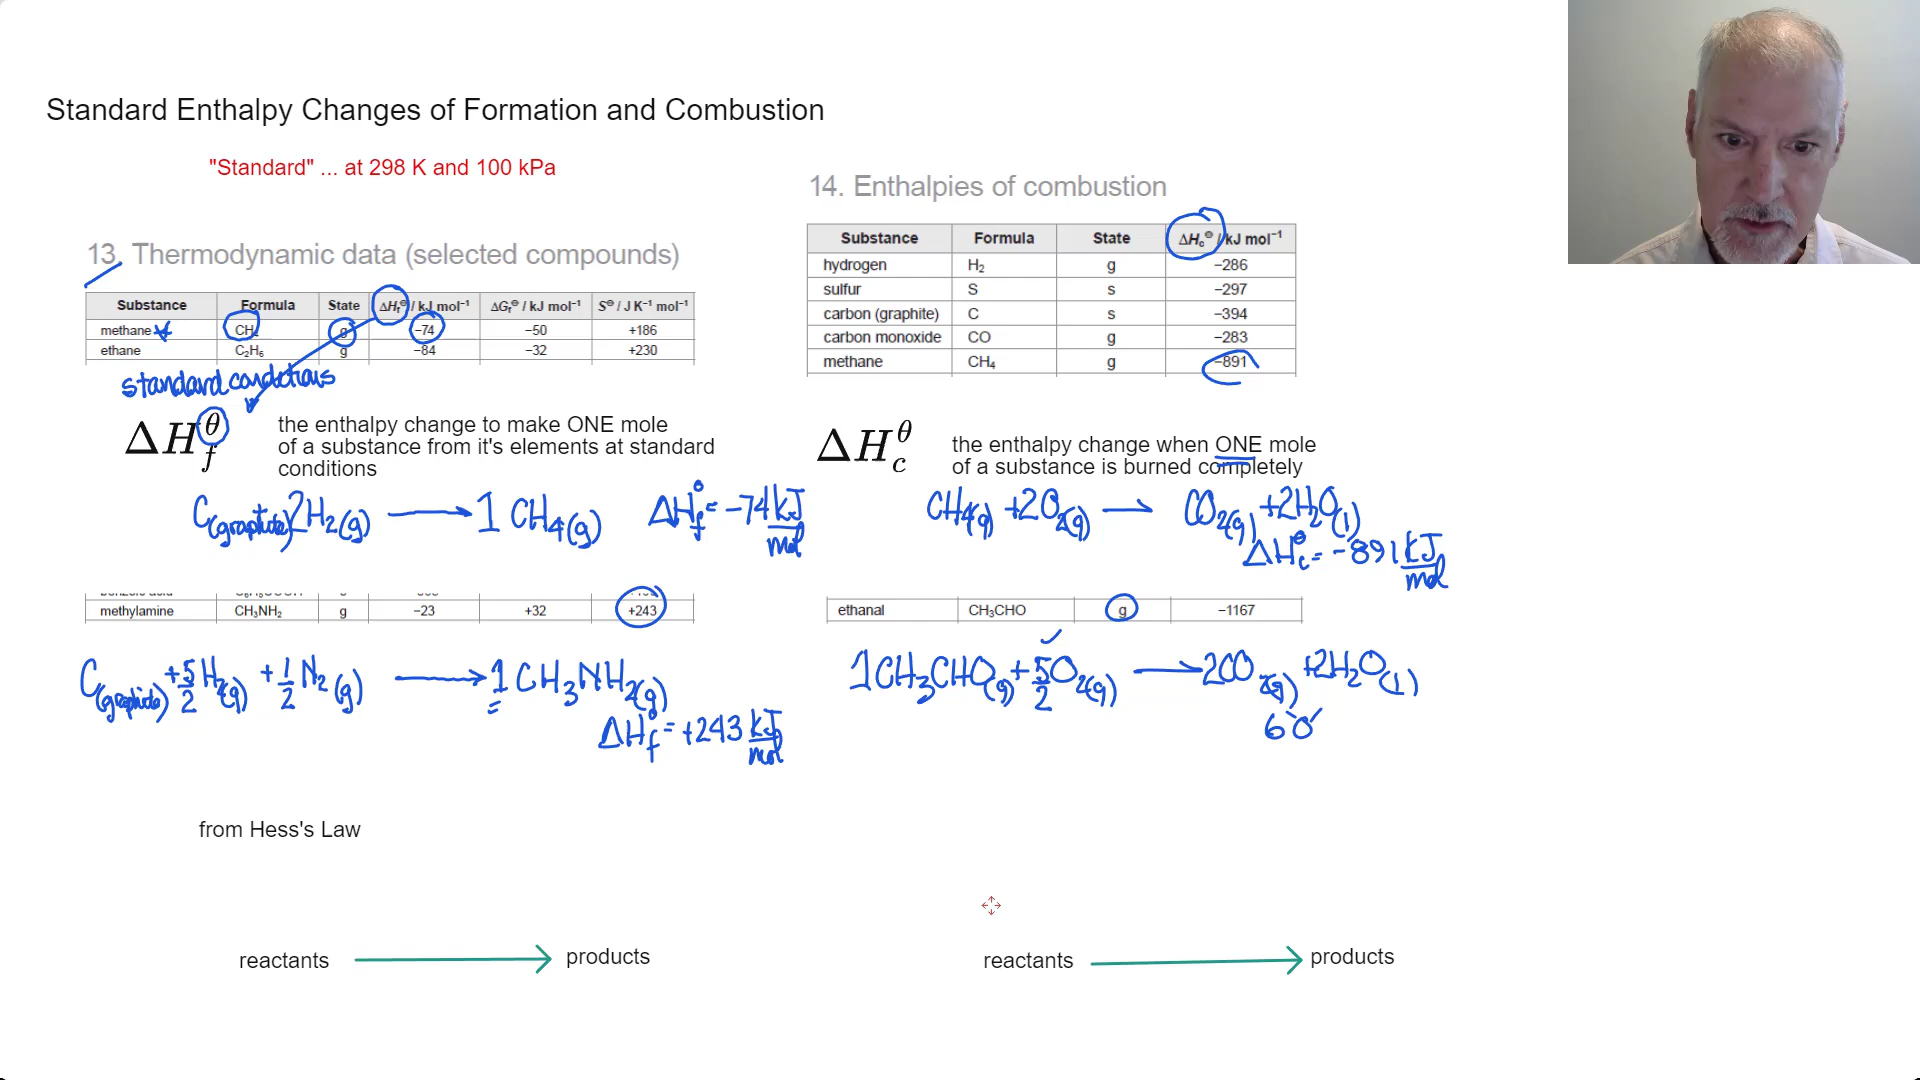 Standard Enthalpy Changes of Formation and Combustion
"Standard" ... at 298 K and 100 kPa
13. Thermodynamic data (selected compounds)
Substance Formula State ΔHf⊖ / kJ mol⁻¹ ΔGf⊖ / kJ mol⁻¹ S⊖ / J K⁻¹ mol⁻¹
methane CH₄ g −74 −50 +186
ethane C₂H₆ g −84 −32 +230
standard conditions
ΔH_f^θ
the enthalpy change to make ONE mole
of a substance from it's elements at standard
conditions
C(graphite) + 2H₂(g) → 1 CH₄(g) ΔHf° = −74 kJ/mol
methylamine CH₃NH₂ g −23 +32 +243
C(graphite) + 5/2 H₂(g) + 1/2 N₂(g) → 1 CH₃NH₂(g)
ΔHf° = +243 kJ/mol
from Hess's Law
reactants → products
14. Enthalpies of combustion
Substance Formula State ΔHc⊖ / kJ mol⁻¹
hydrogen H₂ g −286
sulfur S s −297
carbon (graphite) C s −394
carbon monoxide CO g −283
methane CH₄ g −891
ΔH_c^θ
the enthalpy change when ONE mole
of a substance is burned completely
CH₄(g) + 2O₂(g) → CO₂(g) + 2H₂O(l)
ΔHc° = −891 kJ/mol
ethanal CH₃CHO g −1167
1CH₃CHO(g) + 5/2 O₂(g) → 2CO₂(g) + 2H₂O(l)
6 O
reactants → products